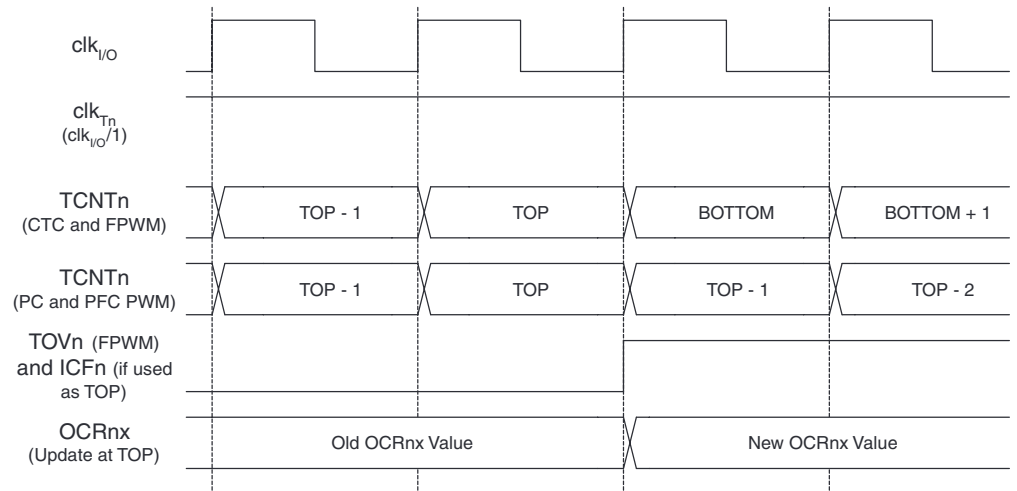 clkI/O
clkTn
(clkI/O/1)
TCNTn
(CTC and FPWM)
TOP - 1
TOP
BOTTOM
BOTTOM + 1
TCNTn
(PC and PFC PWM)
TOP - 1
TOP
TOP - 1
TOP - 2
TOVn (FPWM)
and ICFn (if used
as TOP)
OCRnx
(Update at TOP)
Old OCRnx Value
New OCRnx Value